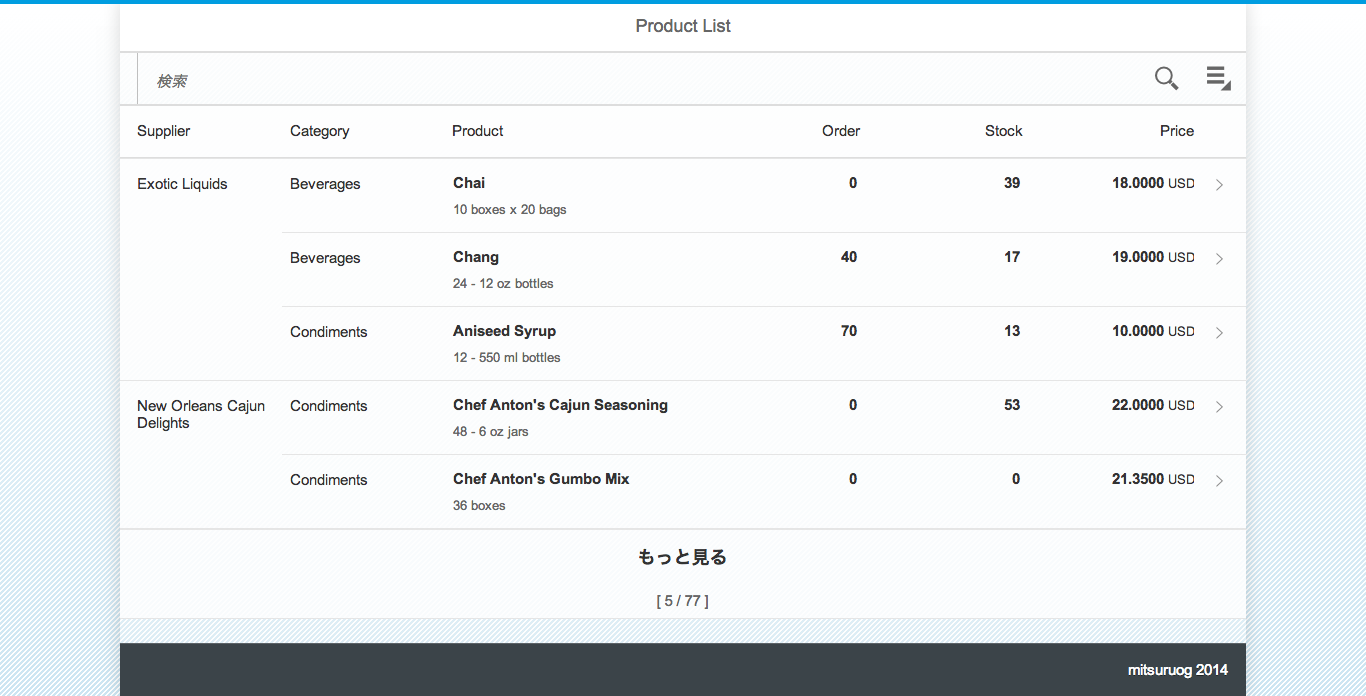 Product List
検索
Supplier Category Product Order Stock Price
Exotic Liquids Beverages Chai 0 39 18.0000 USD
10 boxes x 20 bags
Beverages Chang 40 17 19.0000 USD
24 - 12 oz bottles
Condiments Aniseed Syrup 70 13 10.0000 USD
12 - 550 ml bottles
New Orleans Cajun Condiments Chef Anton's Cajun Seasoning 0 53 22.0000 USD
Delights
48 - 6 oz jars
Condiments Chef Anton's Gumbo Mix 0 0 21.3500 USD
36 boxes
もっと見る
[ 5 / 77 ]
mitsuruog 2014